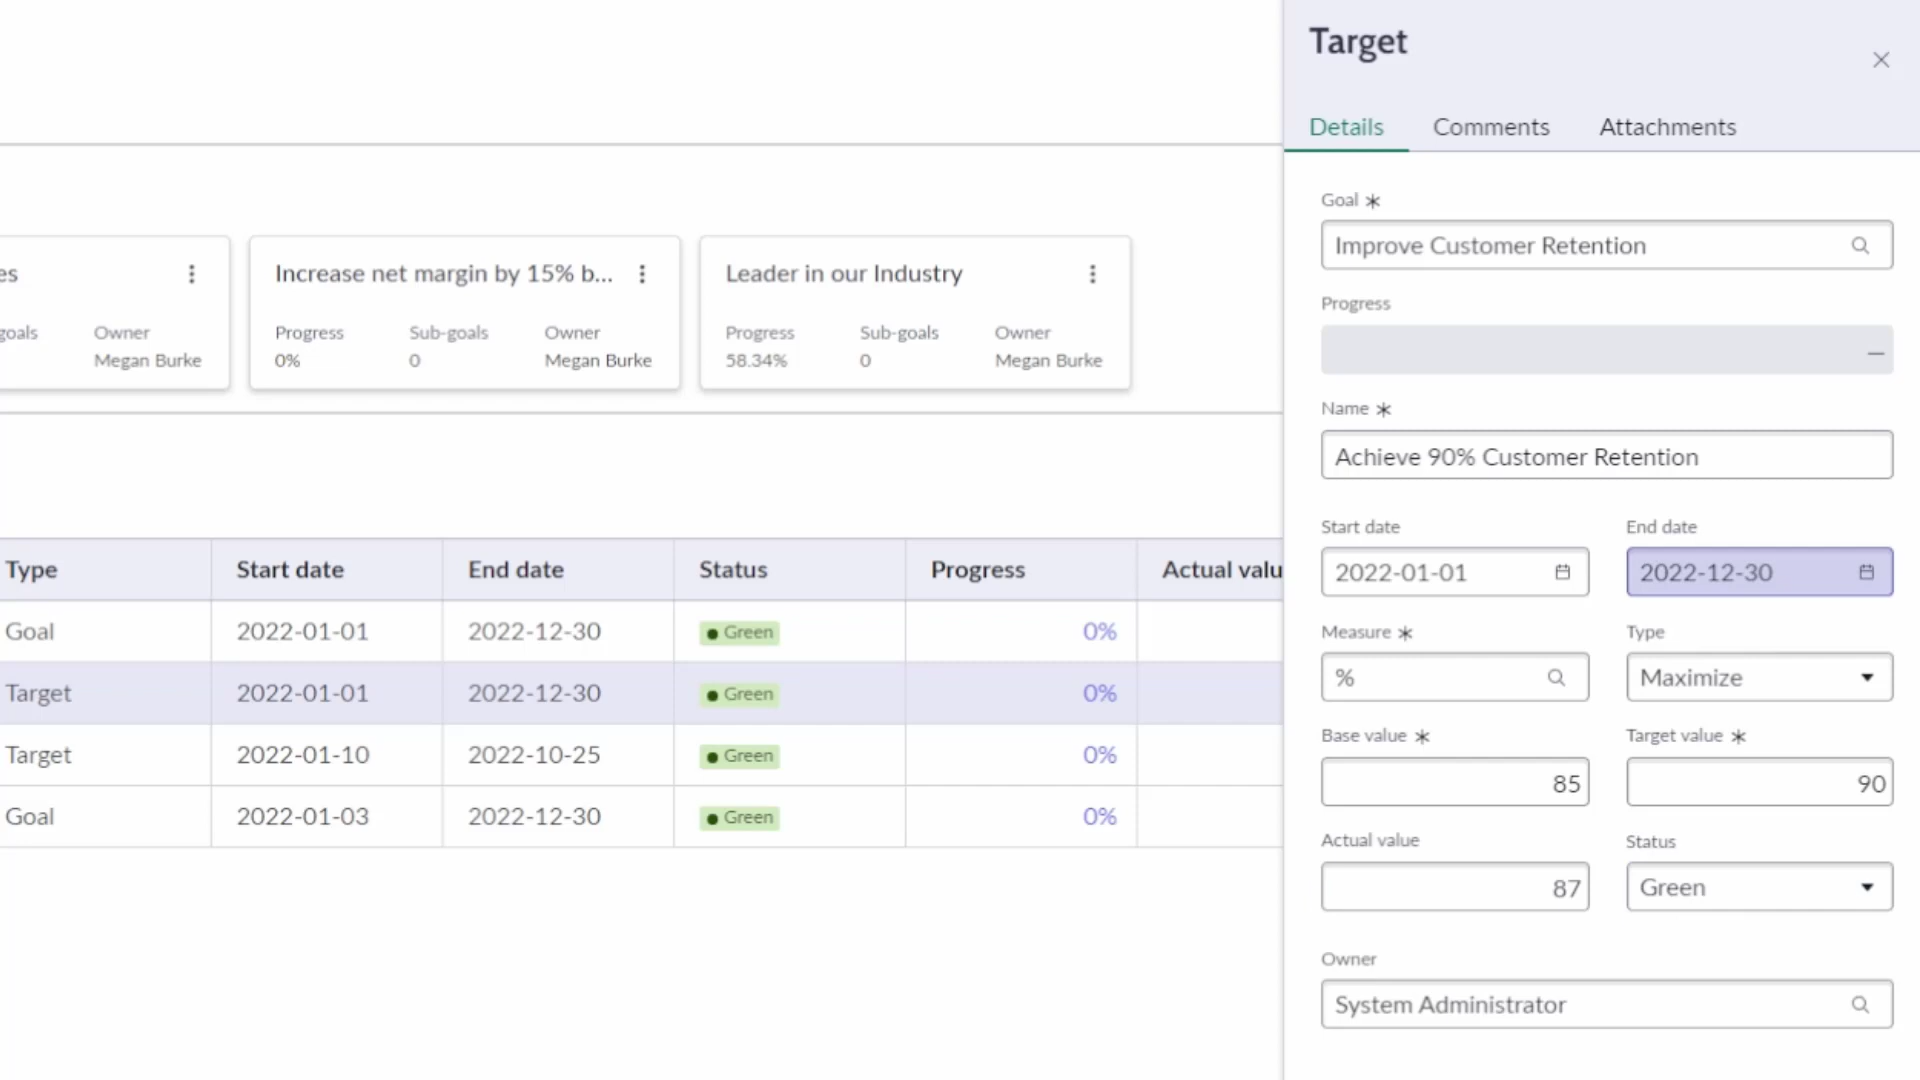 Target
Details Comments Attachments
es
goals Owner
Megan Burke
Increase net margin by 15% b...
Progress Sub-goals Owner
0% 0 Megan Burke
Leader in our Industry
Progress Sub-goals Owner
58.34% 0 Megan Burke
Type Start date End date Status Progress Actual valu
Goal 2022-01-01 2022-12-30 Green 0%
Target 2022-01-01 2022-12-30 Green 0%
Target 2022-01-10 2022-10-25 Green 0%
Goal 2022-01-03 2022-12-30 Green 0%
Goal *
Improve Customer Retention
Progress
—
Name *
Achieve 90% Customer Retention
Start date End date
2022-01-01 2022-12-30
Measure * Type
% Maximize
Base value * Target value *
85 90
Actual value Status
87 Green
Owner
System Administrator